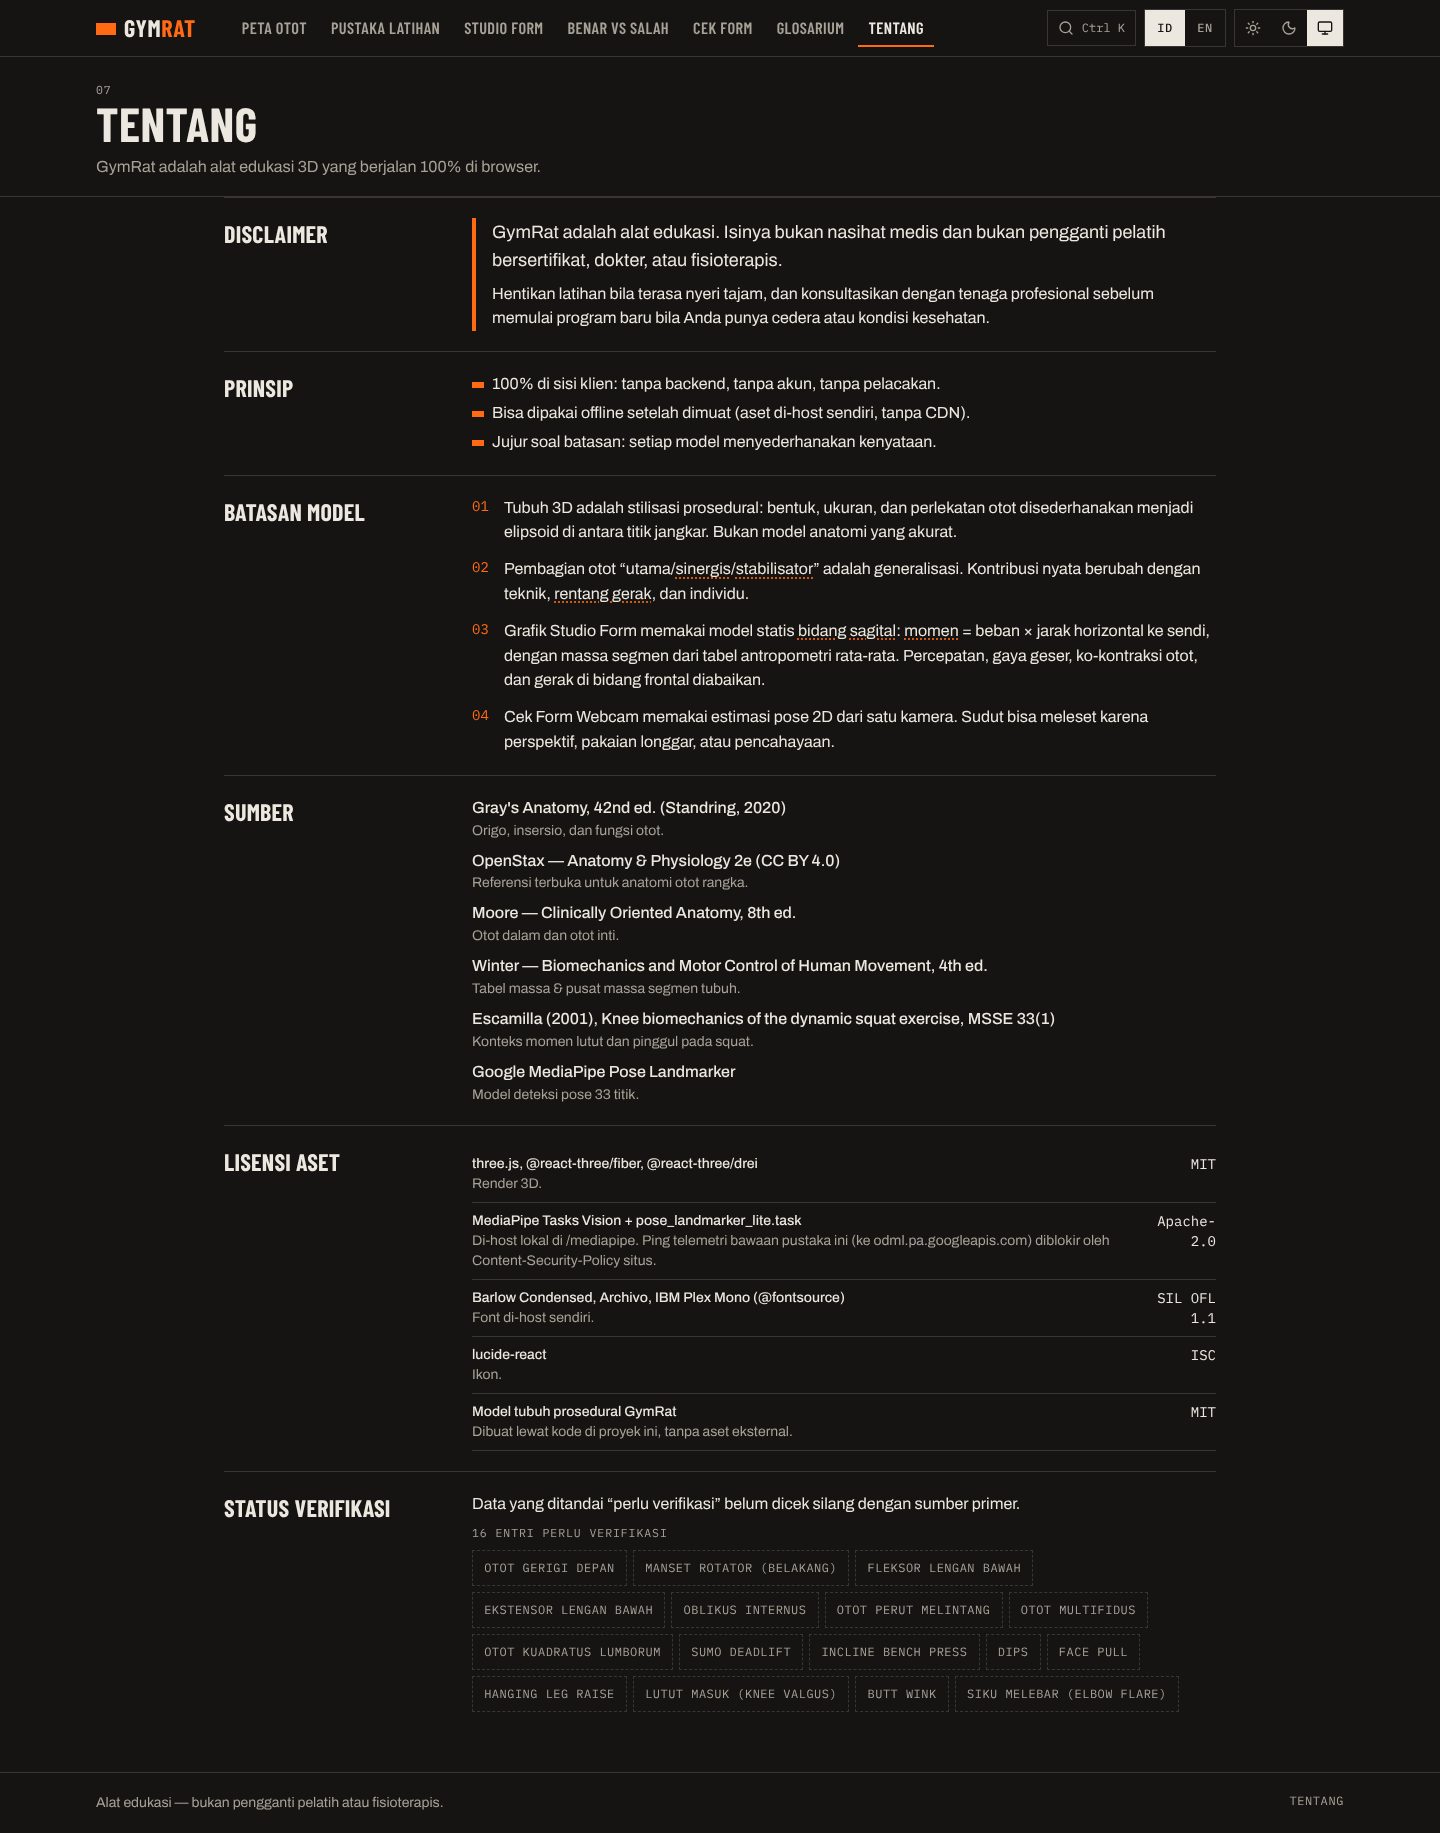 GYMRAT
PETA OTOT
PUSTAKA LATIHAN
STUDIO FORM
BENAR VS SALAH
CEK FORM
GLOSARIUM
TENTANG
Ctrl K
ID
EN
07
TENTANG
GymRat adalah alat edukasi 3D yang berjalan 100% di browser.
DISCLAIMER
GymRat adalah alat edukasi. Isinya bukan nasihat medis dan bukan pengganti pelatih
bersertifikat, dokter, atau fisioterapis.
Hentikan latihan bila terasa nyeri tajam, dan konsultasikan dengan tenaga profesional sebelum
memulai program baru bila Anda punya cedera atau kondisi kesehatan.
PRINSIP
100% di sisi klien: tanpa backend, tanpa akun, tanpa pelacakan.
Bisa dipakai offline setelah dimuat (aset di-host sendiri, tanpa CDN).
Jujur soal batasan: setiap model menyederhanakan kenyataan.
BATASAN MODEL
01 Tubuh 3D adalah stilisasi prosedural: bentuk, ukuran, dan perlekatan otot disederhanakan menjadi
elipsoid di antara titik jangkar. Bukan model anatomi yang akurat.
02 Pembagian otot “utama/sinergis/stabilisator” adalah generalisasi. Kontribusi nyata berubah dengan
teknik, rentang gerak, dan individu.
03 Grafik Studio Form memakai model statis bidang sagital: momen = beban × jarak horizontal ke sendi,
dengan massa segmen dari tabel antropometri rata-rata. Percepatan, gaya geser, ko-kontraksi otot,
dan gerak di bidang frontal diabaikan.
04 Cek Form Webcam memakai estimasi pose 2D dari satu kamera. Sudut bisa meleset karena
perspektif, pakaian longgar, atau pencahayaan.
SUMBER
Gray's Anatomy, 42nd ed. (Standring, 2020)
Origo, insersio, dan fungsi otot.
OpenStax — Anatomy & Physiology 2e (CC BY 4.0)
Referensi terbuka untuk anatomi otot rangka.
Moore — Clinically Oriented Anatomy, 8th ed.
Otot dalam dan otot inti.
Winter — Biomechanics and Motor Control of Human Movement, 4th ed.
Tabel massa & pusat massa segmen tubuh.
Escamilla (2001), Knee biomechanics of the dynamic squat exercise, MSSE 33(1)
Konteks momen lutut dan pinggul pada squat.
Google MediaPipe Pose Landmarker
Model deteksi pose 33 titik.
LISENSI ASET
three.js, @react-three/fiber, @react-three/drei
Render 3D.
MIT
MediaPipe Tasks Vision + pose_landmarker_lite.task
Di-host lokal di /mediapipe. Ping telemetri bawaan pustaka ini (ke odml.pa.googleapis.com) diblokir oleh
Content-Security-Policy situs.
Apache-
2.0
Barlow Condensed, Archivo, IBM Plex Mono (@fontsource)
Font di-host sendiri.
SIL OFL
1.1
lucide-react
Ikon.
ISC
Model tubuh prosedural GymRat
Dibuat lewat kode di proyek ini, tanpa aset eksternal.
MIT
STATUS VERIFIKASI
Data yang ditandai “perlu verifikasi” belum dicek silang dengan sumber primer.
16 ENTRI PERLU VERIFIKASI
OTOT GERIGI DEPAN
MANSET ROTATOR (BELAKANG)
FLEKSOR LENGAN BAWAH
EKSTENSOR LENGAN BAWAH
OBLIKUS INTERNUS
OTOT PERUT MELINTANG
OTOT MULTIFIDUS
OTOT KUADRATUS LUMBORUM
SUMO DEADLIFT
INCLINE BENCH PRESS
DIPS
FACE PULL
HANGING LEG RAISE
LUTUT MASUK (KNEE VALGUS)
BUTT WINK
SIKU MELEBAR (ELBOW FLARE)
Alat edukasi — bukan pengganti pelatih atau fisioterapis.
TENTANG